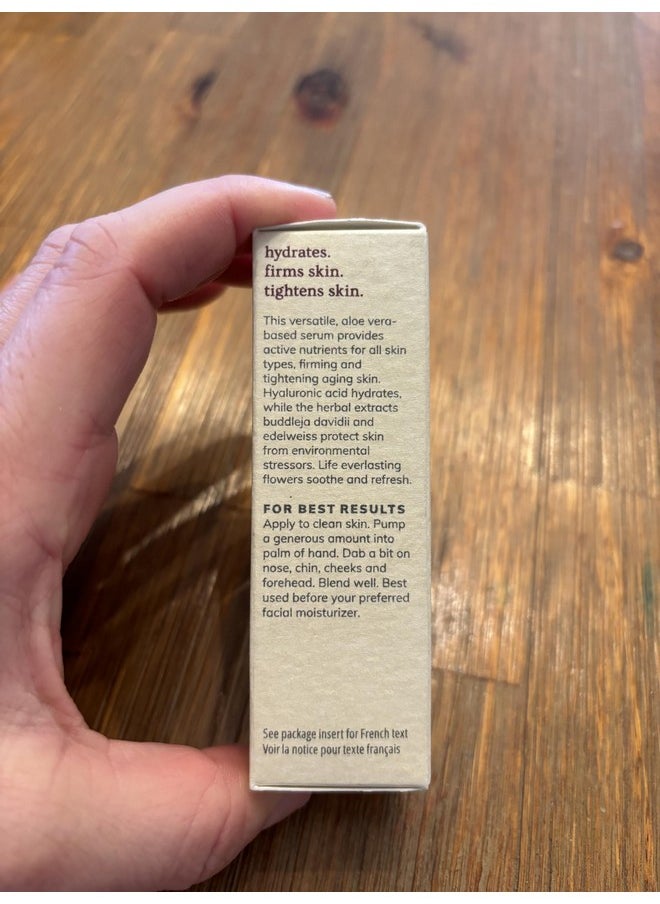 hydrates.
firms skin.
tightens skin.
This versatile, aloe vera-
based serum provides
active nutrients for all skin
types, firming and
tightening aging skin.
Hyaluronic acid hydrates,
while the herbal extracts
buddleja davidii and
edelweiss protect skin
from environmental
stressors. Life everlasting
flowers soothe and refresh.
FOR BEST RESULTS
Apply to clean skin. Pump
a generous amount into
palm of hand. Dab a bit on
nose, chin, cheeks and
forehead. Blend well. Best
used before your preferred
facial moisturizer.
See package insert for French text
Voir la notice pour texte français